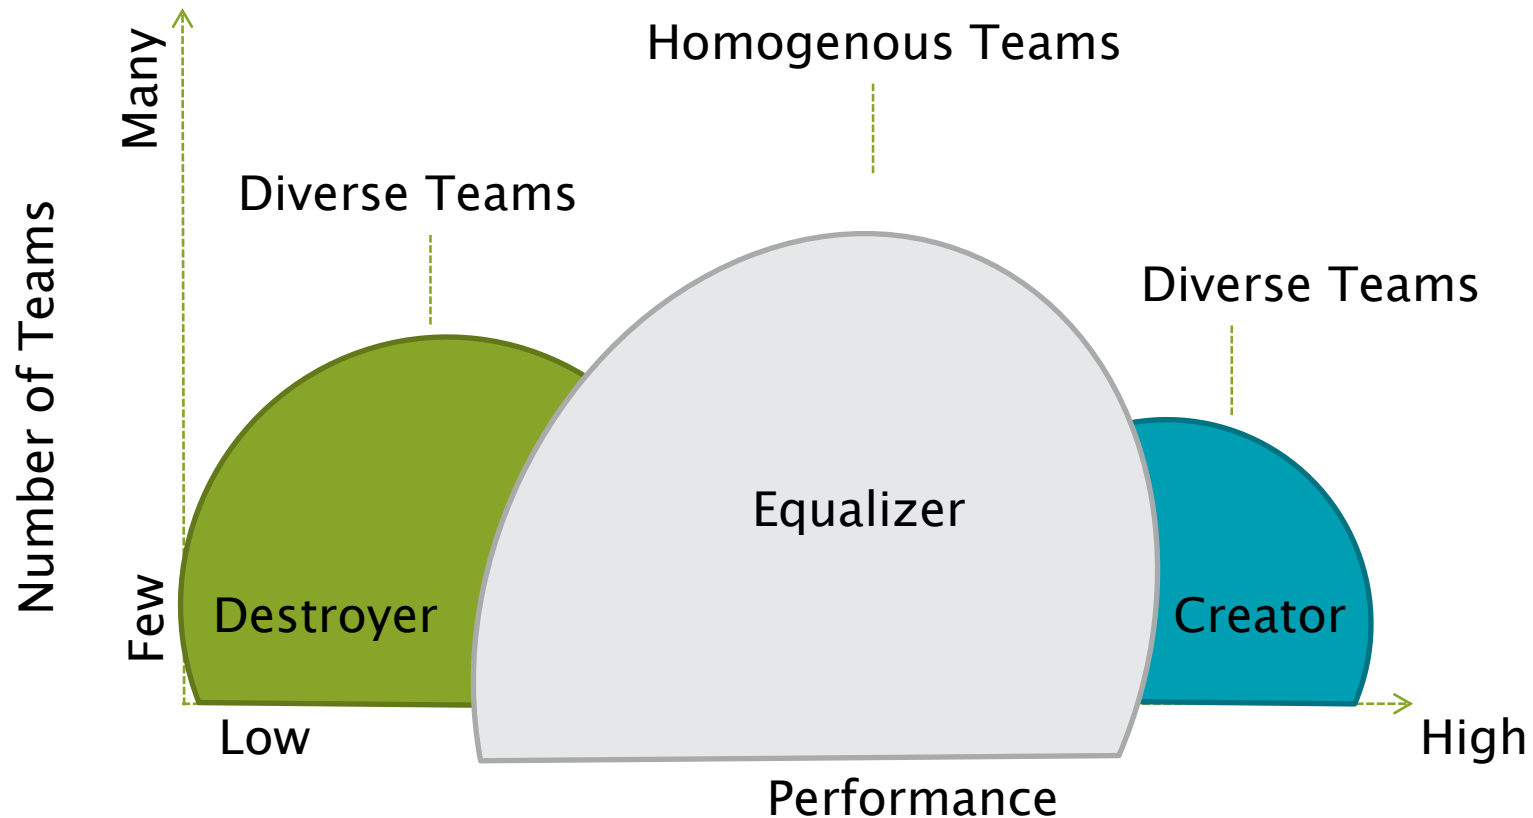 Homogenous Teams
Many
Diverse Teams
Diverse Teams
Number of Teams
Equalizer
Few
Destroyer
Creator
Low
High
Performance